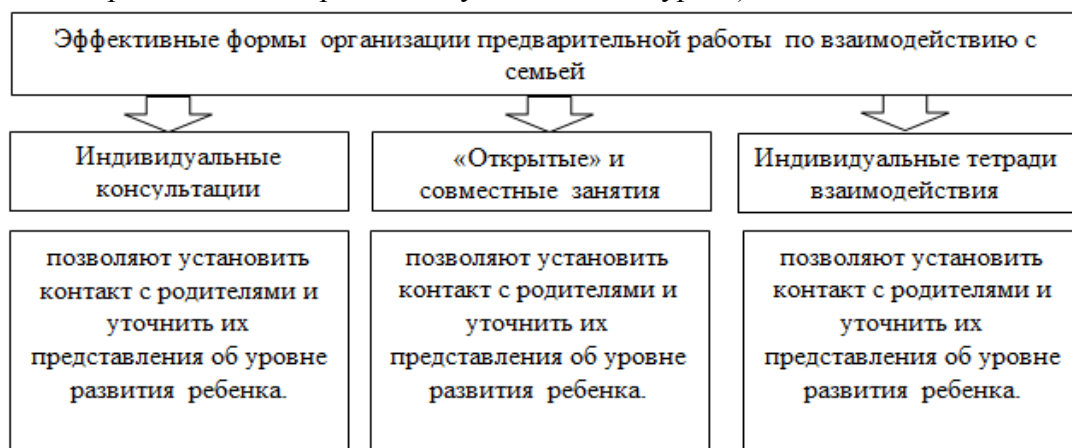 Эффективные формы организации предварительной работы по взаимодействию с
семьей
Индивидуальные
консультации
«Открытые» и
совместные занятия
Индивидуальные тетради
взаимодействия
позволяют установить
контакт с родителями и
уточнить их
представления об уровне
развития ребенка.
позволяют установить
контакт с родителями и
уточнить их
представления об уровне
развития ребенка.
позволяют установить
контакт с родителями и
уточнить их
представления об уровне
развития ребенка.